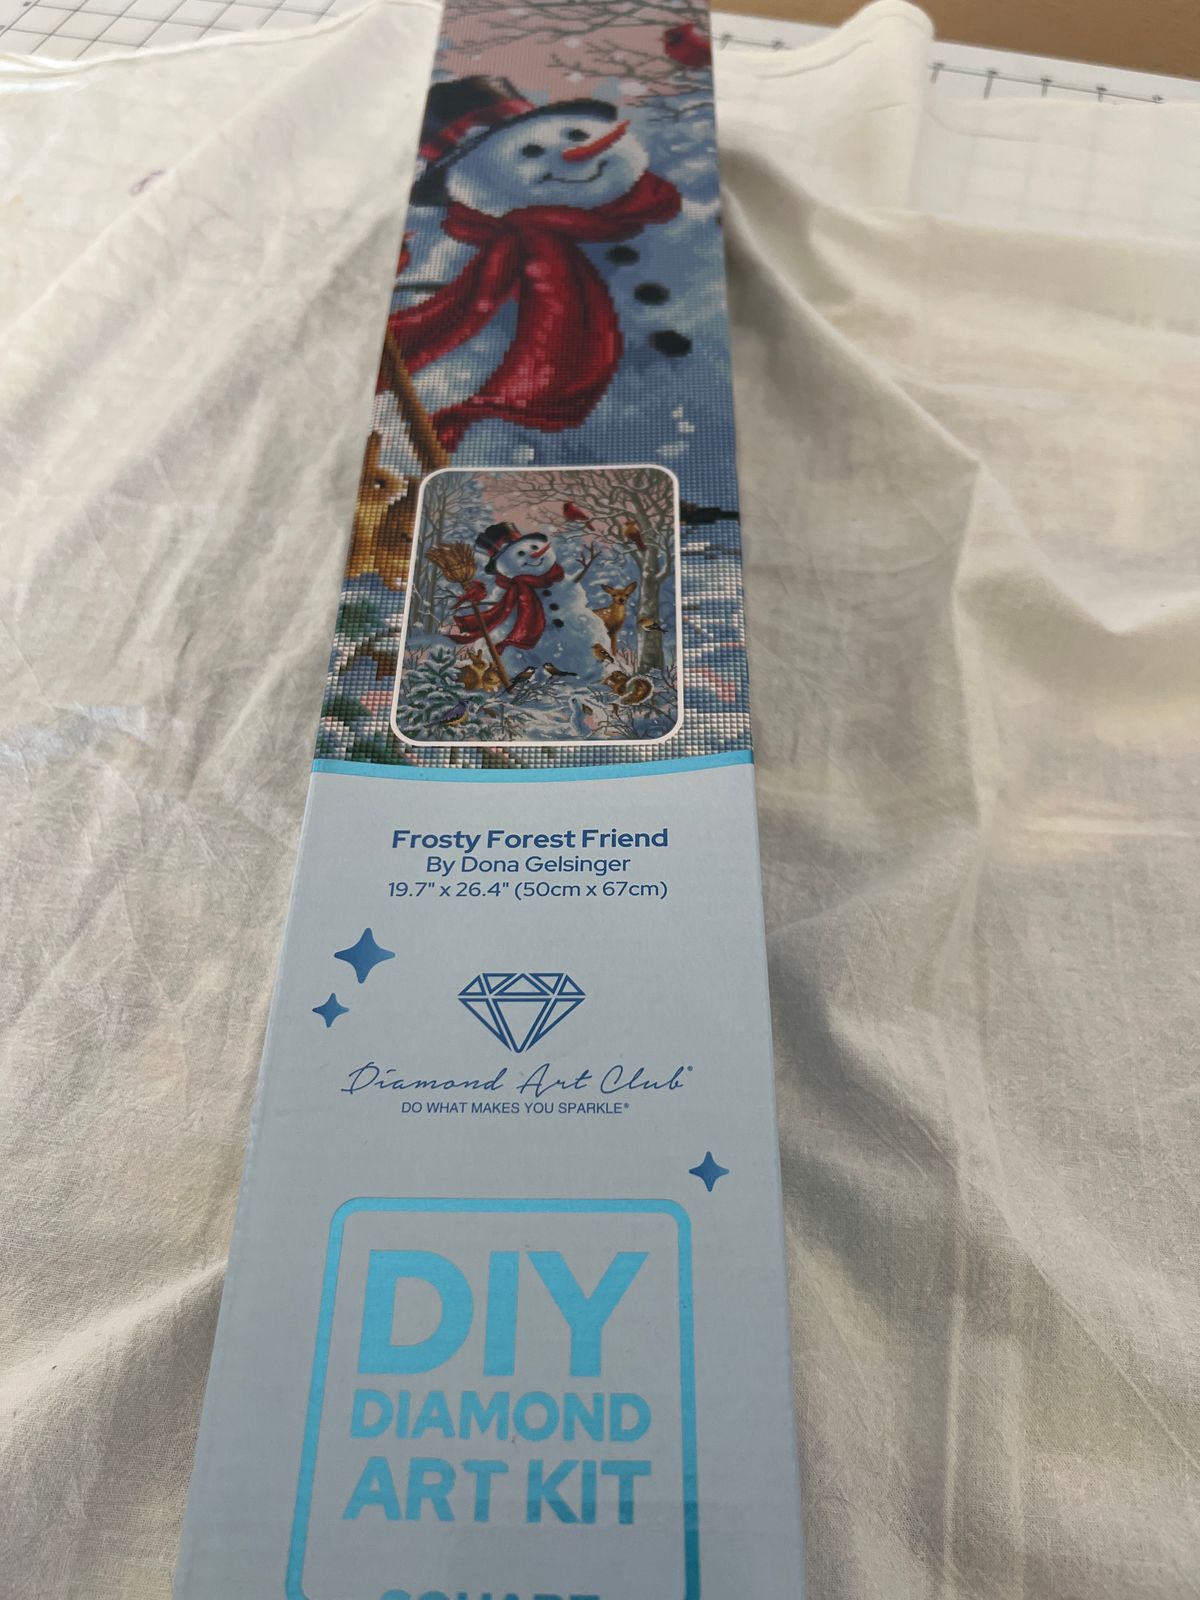 Frosty Forest Friend
By Dona Gelsinger
19.7" x 26.4" (50cm x 67cm)
Diamond Art Club®
DO WHAT MAKES YOU SPARKLE®
DIY
DIAMOND
ART KIT
SQUARE